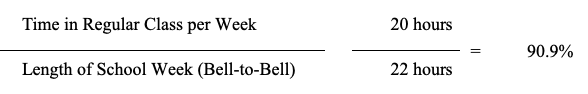 Time in Regular Class per Week 20 hours
= 90.9%
Length of School Week (Bell-to-Bell) 22 hours